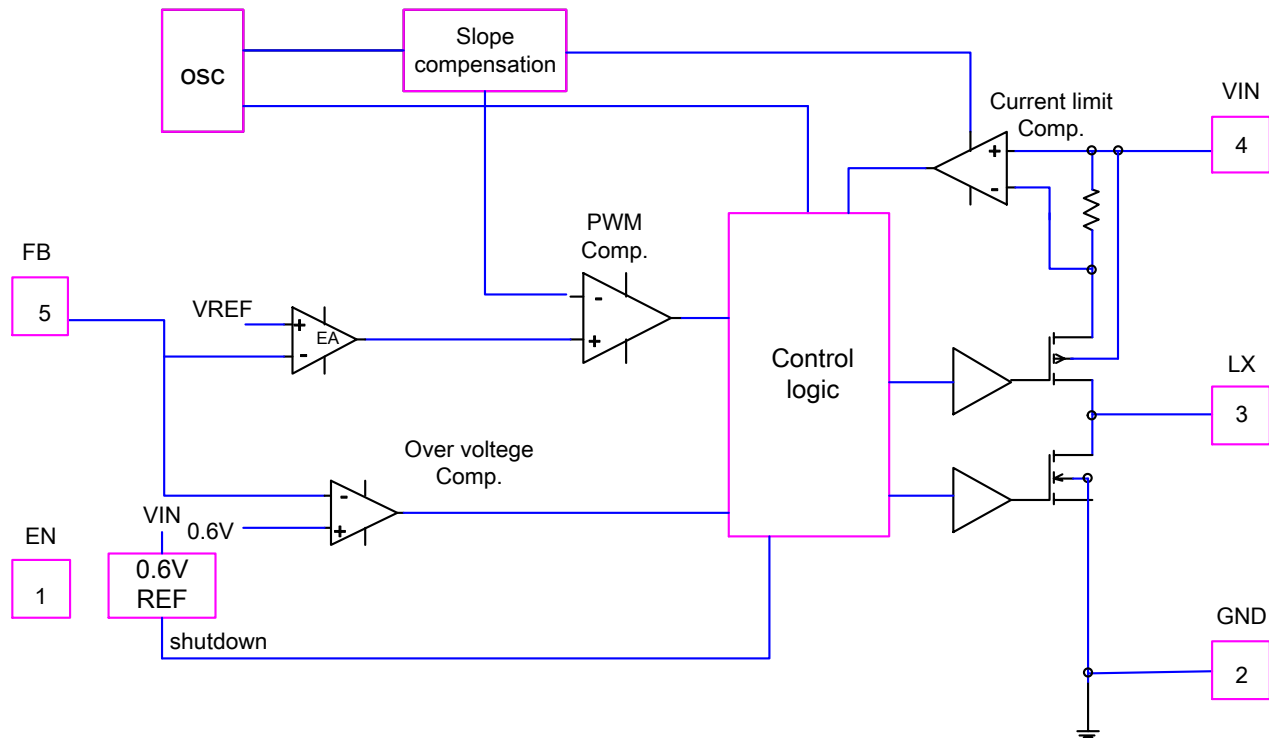 osc
Slope
compensation
Current limit
Comp.
VIN
4
+
-
PWM
Comp.
-
+
FB
5
VREF
+
-
EA
Control
logic
LX
3
Over voltege
Comp.
-
+
VIN
0.6V
EN
1
0.6V
REF
shutdown
GND
2